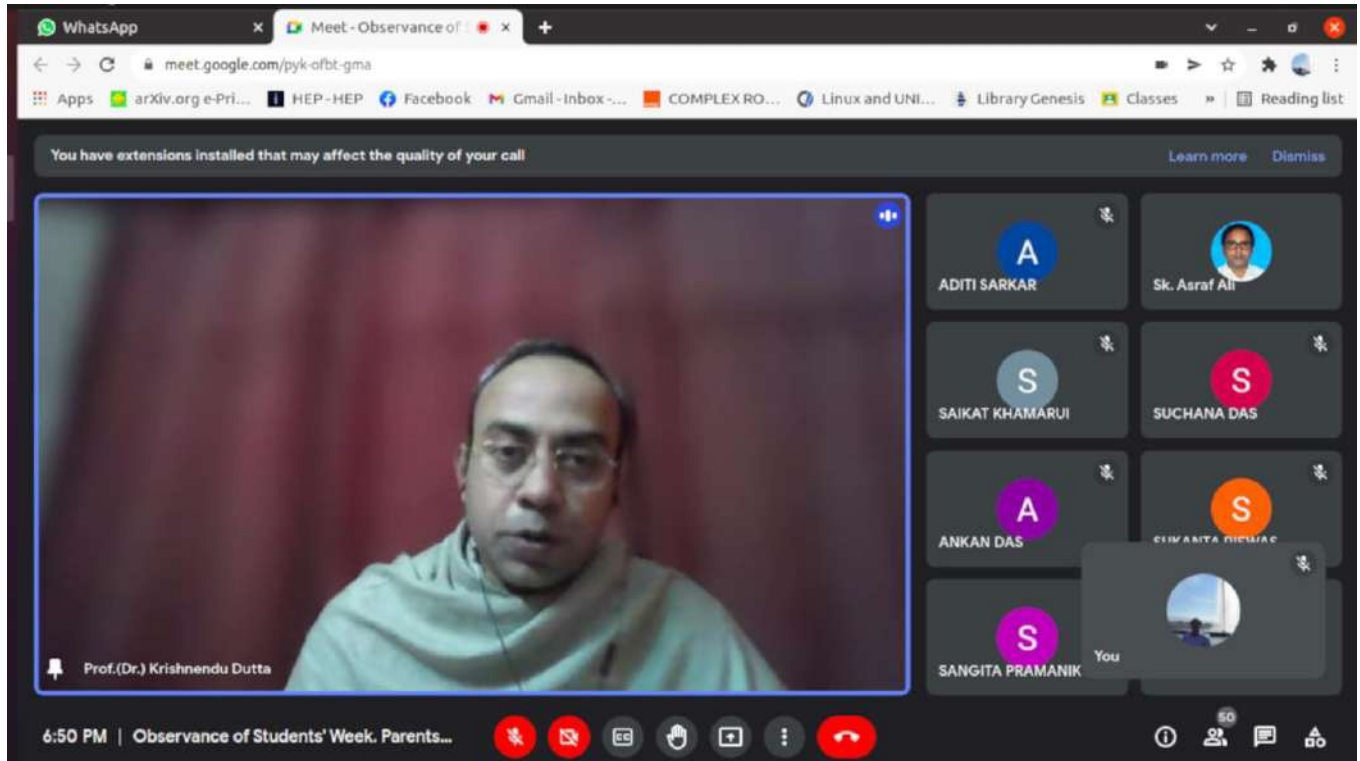 WhatsApp
Meet - Observance of
meet.google.com/pyk-ofbt-gma
Apps arXiv.org e-Pri... HEP-HEP Facebook Gmail - Inbox -... COMPLEX RO... Linux and UNI... Library Genesis Classes » Reading list
You have extensions installed that may affect the quality of your call Learn more Dismiss
A
ADITI SARKAR
Sk. Asraf Ali
S
SAIKAT KHAMARUI
S
SUCHANA DAS
A
ANKAN DAS
S
SUKANTA BISWAS
S
SANGITA PRAMANIK
You
Prof.(Dr.) Krishnendu Dutta
6:50 PM | Observance of Students' Week. Parents...
CC
50